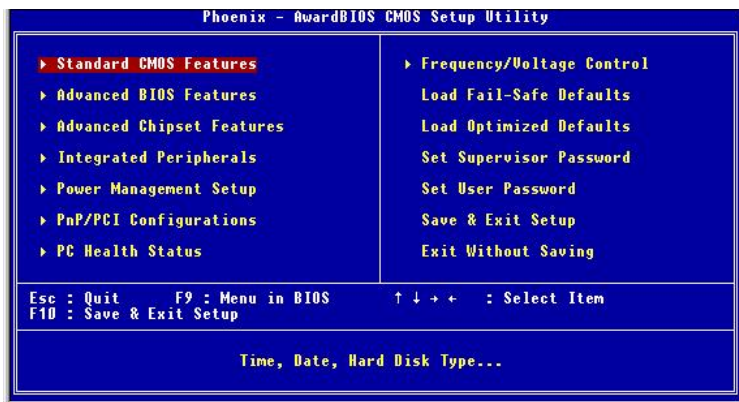 Phoenix - AwardBIOS CMOS Setup Utility
▸ Standard CMOS Features
▸ Advanced BIOS Features
▸ Advanced Chipset Features
▸ Integrated Peripherals
▸ Power Management Setup
▸ PnP/PCI Configurations
▸ PC Health Status
▸ Frequency/Voltage Control
Load Fail-Safe Defaults
Load Optimized Defaults
Set Supervisor Password
Set User Password
Save & Exit Setup
Exit Without Saving
Esc : Quit F9 : Menu in BIOS ↑ ↓ → ← : Select Item
F10 : Save & Exit Setup
Time, Date, Hard Disk Type...